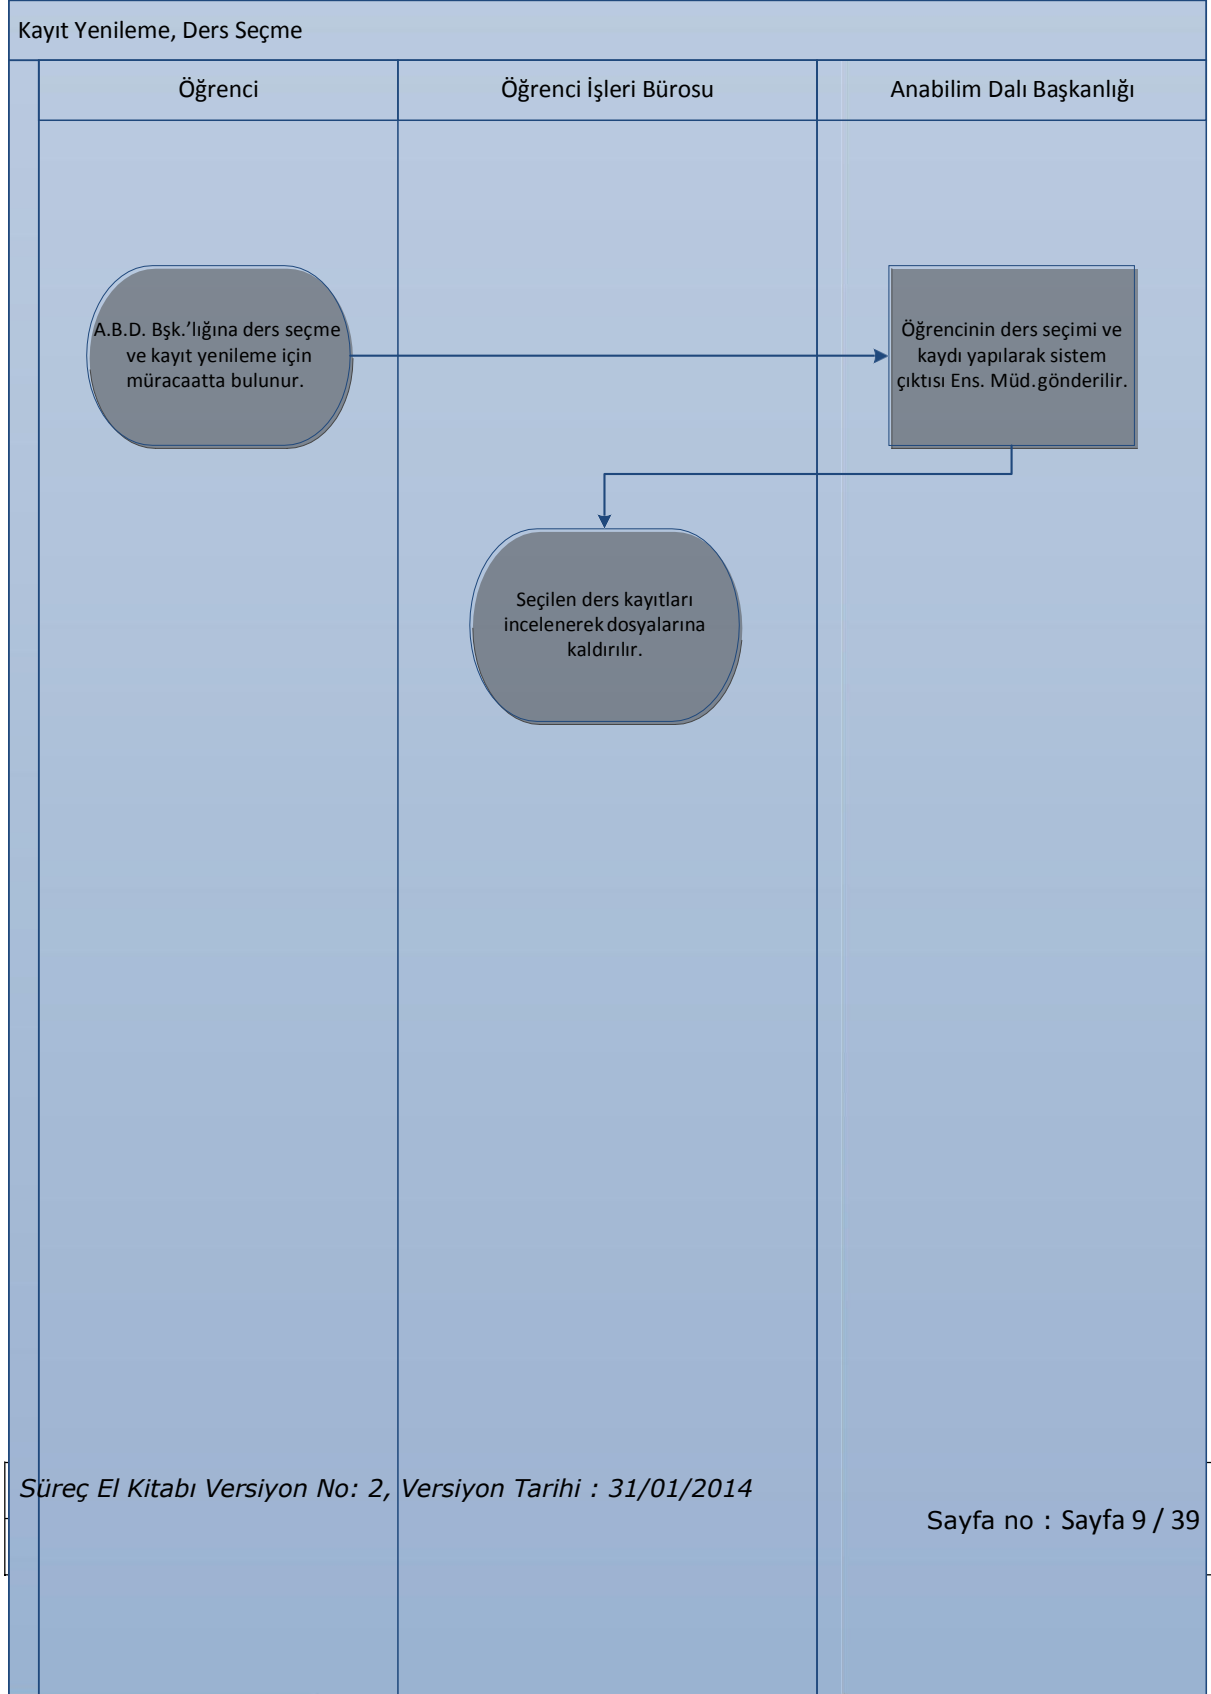 Kayıt Yenileme, Ders Seçme
Öğrenci
Öğrenci İşleri Bürosu
Anabilim Dalı Başkanlığı
A.B.D. Bşk.'lığına ders seçme
ve kayıt yenileme için
müracaatta bulunur.
Öğrencinin ders seçimi ve
kaydı yapılarak sistem
çıktısı Ens. Müd.gönderilir.
Seçilen ders kayıtları
incelenerek dosyalarına
kaldırılır.
Süreç El Kitabı Versiyon No: 2, Versiyon Tarihi : 31/01/2014
Sayfa no : Sayfa 9 / 39